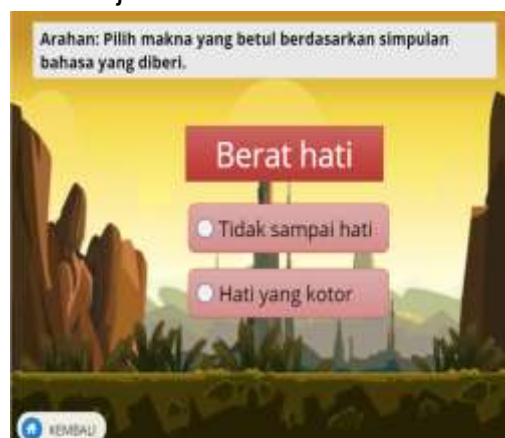 Arahan: Pilih makna yang betul berdasarkan simpulan
bahasa yang diberi.
Berat hati
Tidak sampai hati
Hati yang kotor
KEMBALI